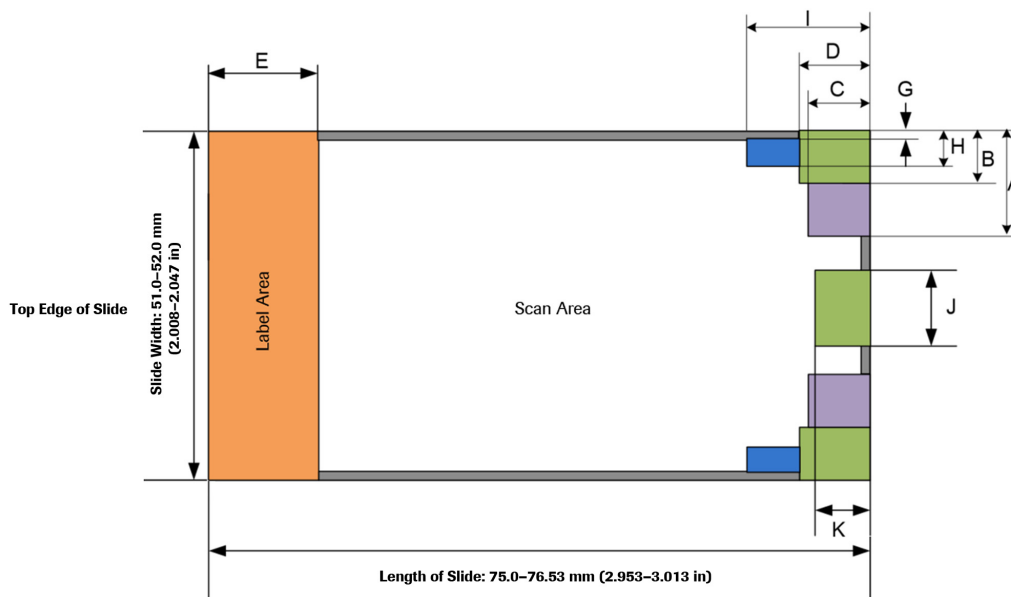 I
E
D
C
G
H
B
A
Top Edge of Slide
Slide Width: 51.0–52.0 mm
(2.008–2.047 in)
Label Area
Scan Area
J
K
Length of Slide: 75.0–76.53 mm (2.953–3.013 in)